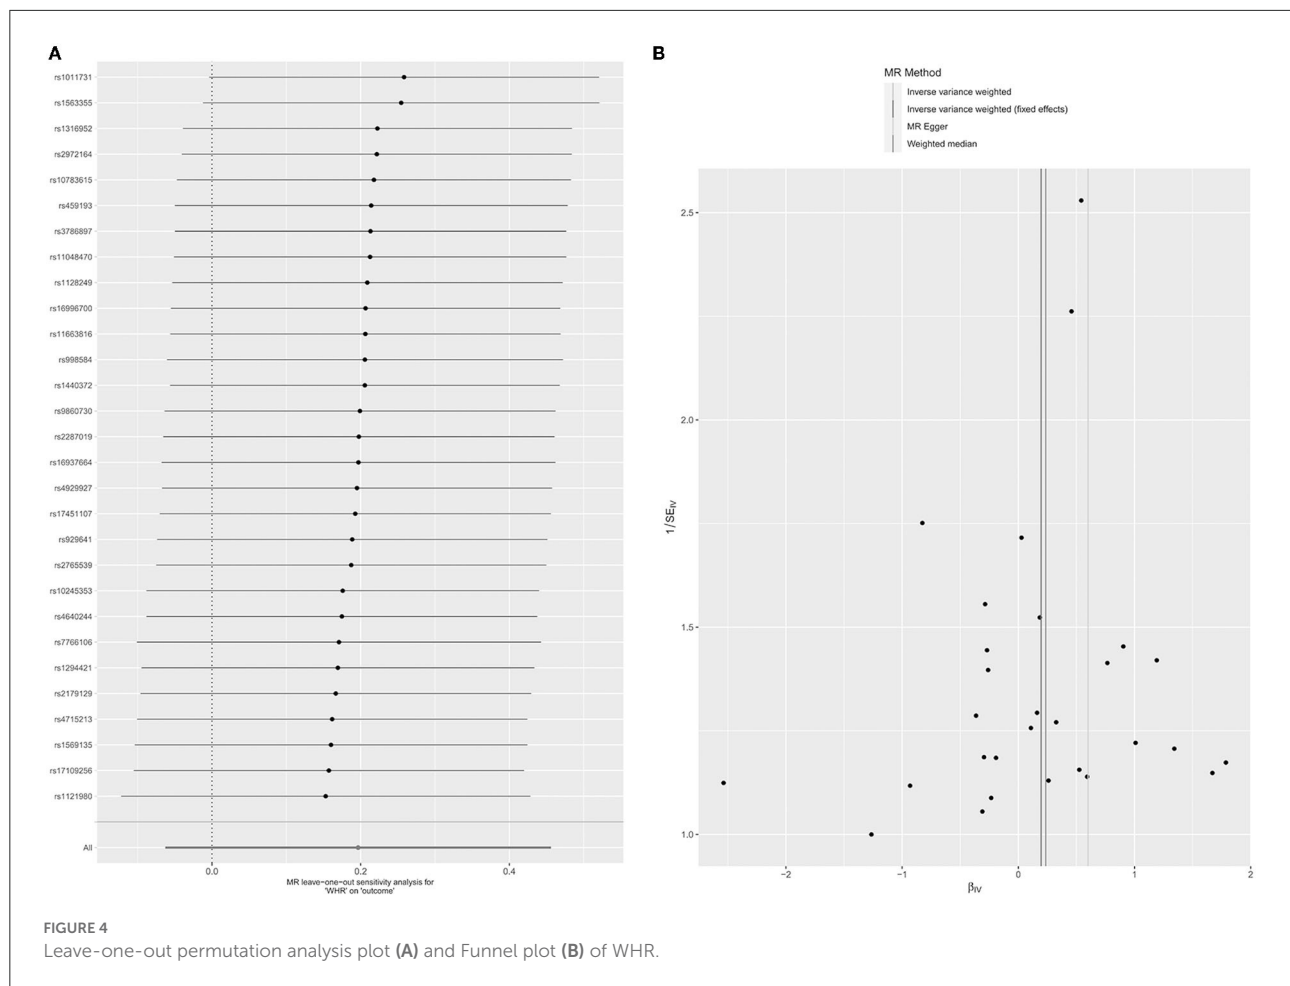 A
rs1011731
rs1563355
rs1316952
rs2972164
rs10783615
rs459193
rs3786897
rs11048470
rs1128249
rs16996700
rs11663816
rs998584
rs1440372
rs9860730
rs2287019
rs16937664
rs4929927
rs17451107
rs929641
rs2765539
rs10245353
rs4640244
rs7766106
rs1294421
rs2179129
rs4715213
rs1569135
rs17109256
rs1121980
All
0.0 0.2 0.4
MR leave-one-out sensitivity analysis for
'WHR' on 'outcome'
B
MR Method
Inverse variance weighted
Inverse variance weighted (fixed effects)
MR Egger
Weighted median
2.5
2.0
1.5
1.0
1/SE_IV
-2 -1 0 1 2
β_IV
FIGURE 4
Leave-one-out permutation analysis plot (A) and Funnel plot (B) of WHR.